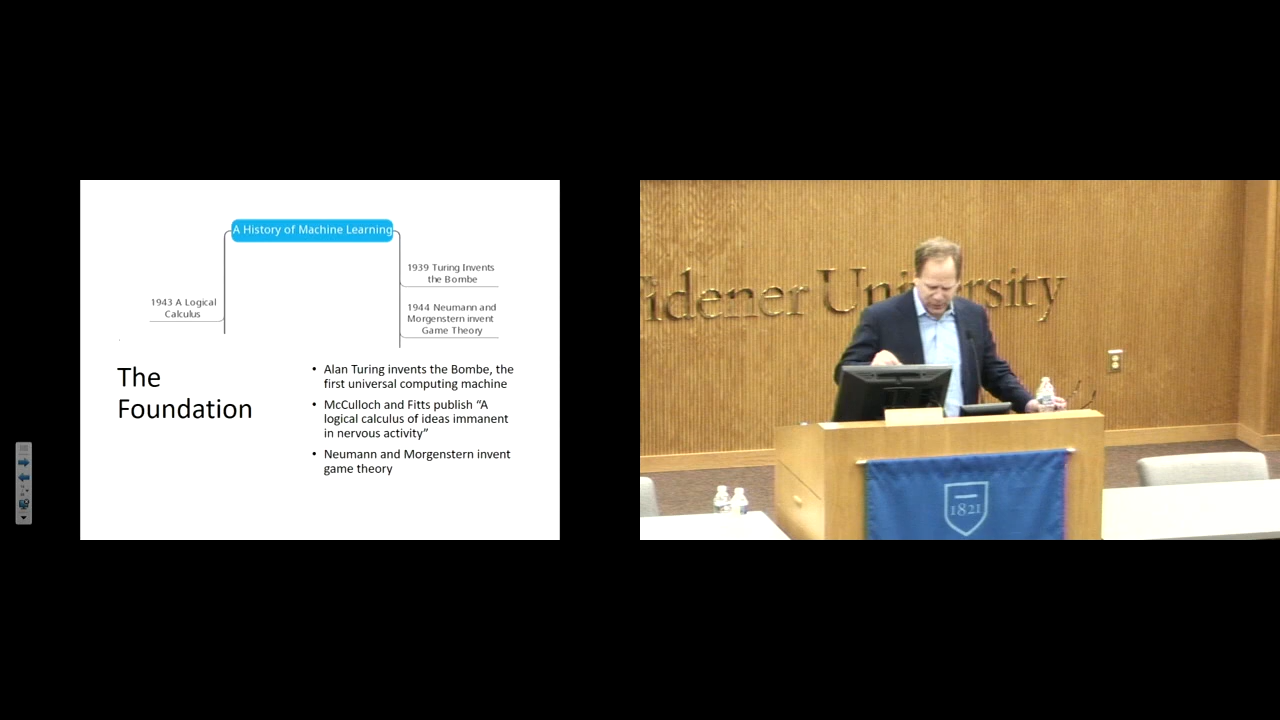 A History of Machine Learning
1939 Turing Invents
the Bombe
1943 A Logical
Calculus
1944 Neumann and
Morgenstern invent
Game Theory
The
Foundation
• Alan Turing invents the Bombe, the
first universal computing machine
• McCulloch and Fitts publish “A
logical calculus of ideas immanent
in nervous activity”
• Neumann and Morgenstern invent
game theory
idener University
1821